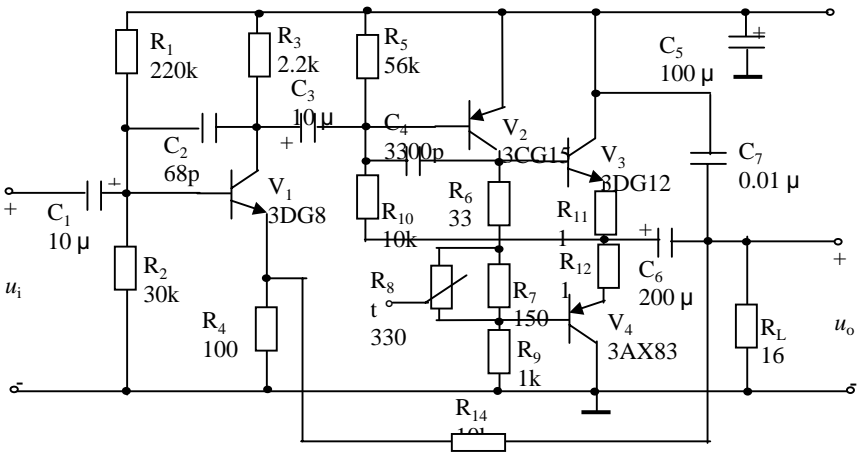 R1
220k
R3
2.2k
R5
56k
C5
+
100 μ
C3
10 μ
+
C2
68p
C4
3300p
V2
3CG15
V3
3DG12
C7
0.01 μ
+
C1
+
10 μ
V1
3DG8
R10
10k
R6
33
R11
1
+
R12
1
C6
200 μ
+
R2
30k
ui
R8
t
330
R7
150
V4
3AX83
RL
16
uo
R4
100
R9
1k
-
-
R14